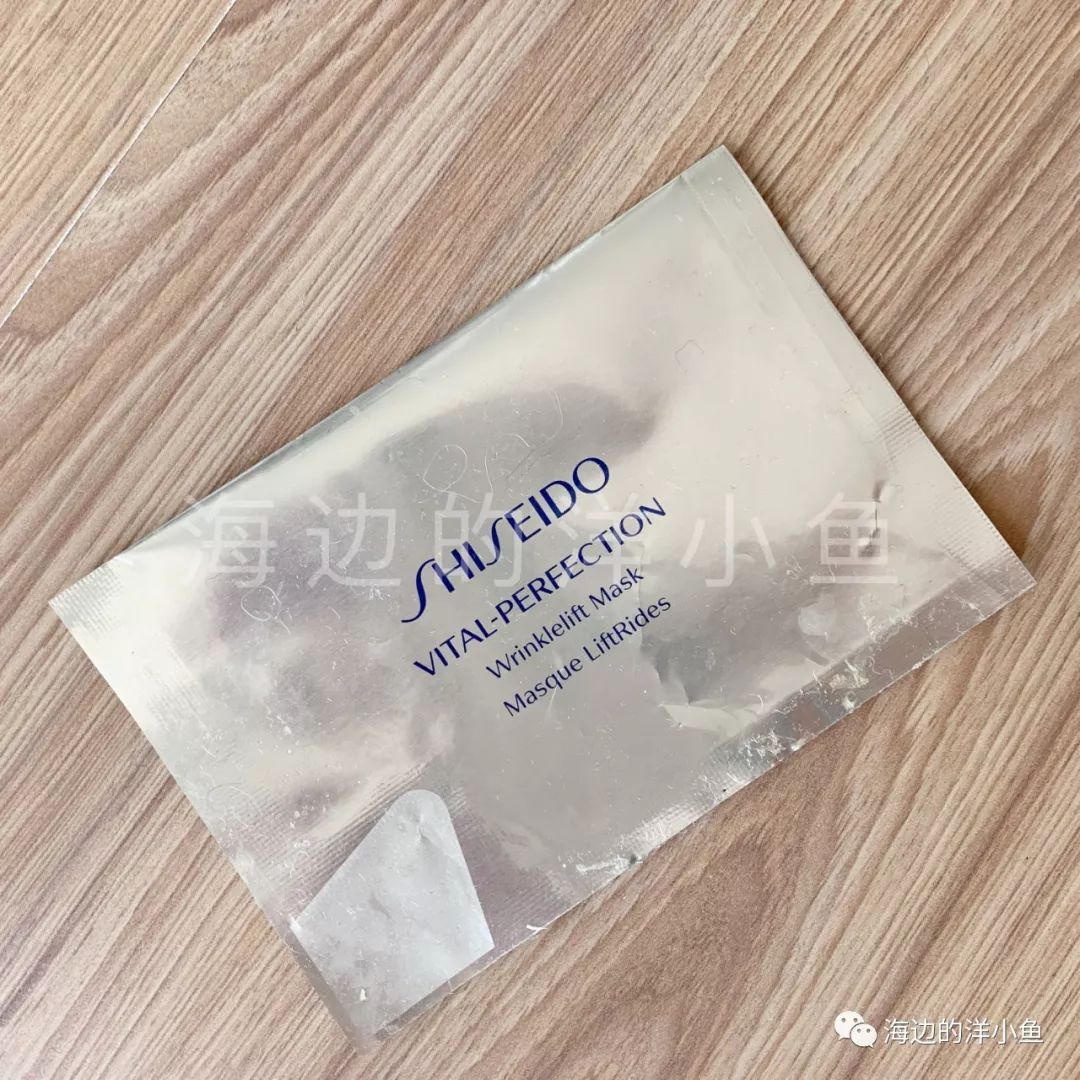 SHISEIDO
VITAL-PERFECTION
Wrinklelift Mask
Masque LiftRides
海边的洋小鱼
海边的洋小鱼